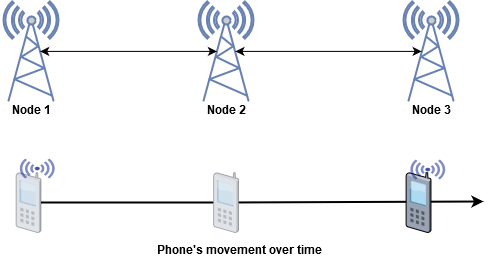 Node 1
Node 2
Node 3
Phone's movement over time